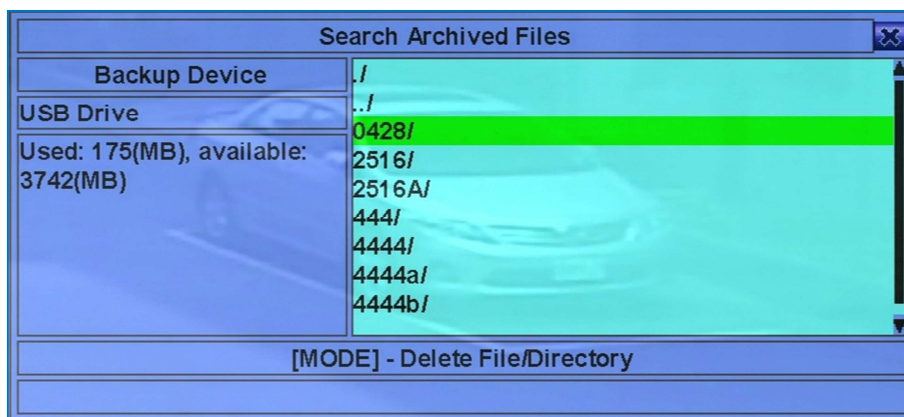 Search Archived Files
Backup Device
USB Drive
Used: 175(MB), available:
3742(MB)
./
../
0428/
2516/
2516A/
444/
4444/
4444a/
4444b/
[MODE] - Delete File/Directory